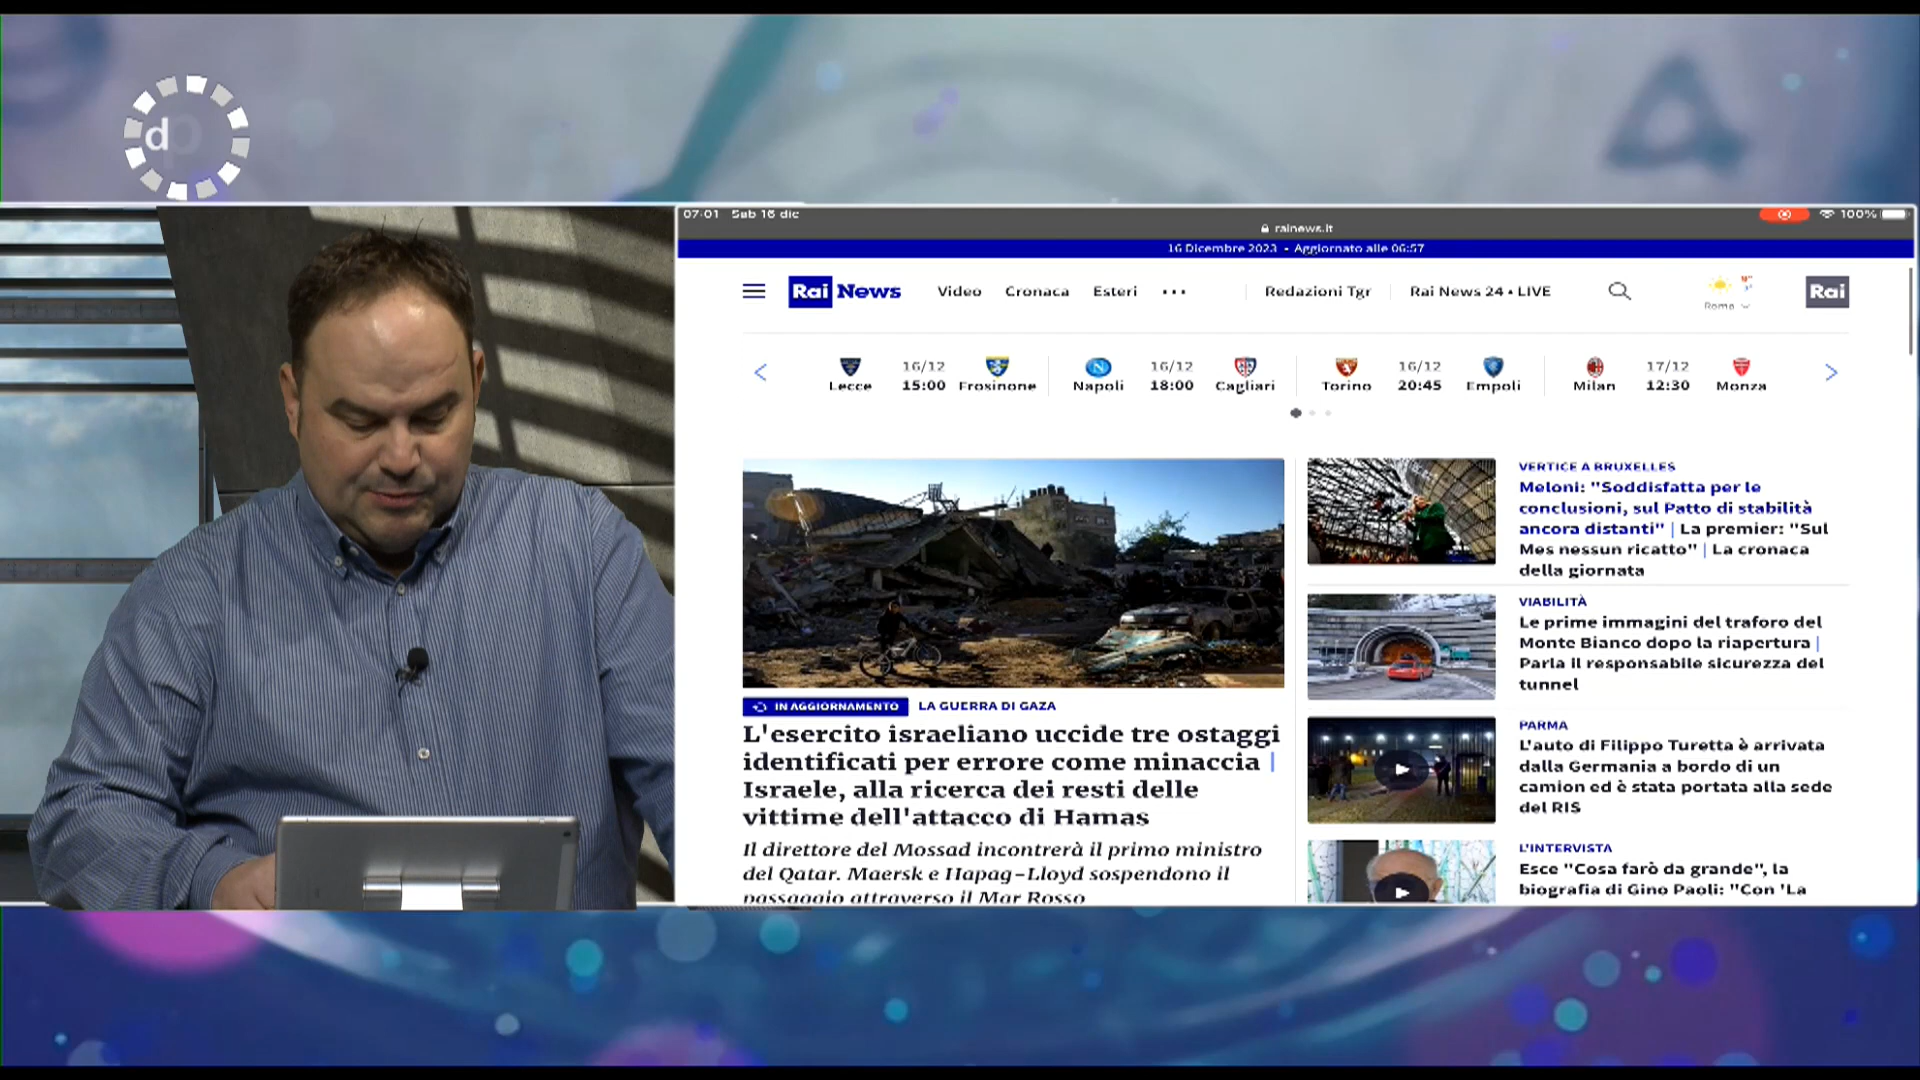 dp
07:01 Sab 16 dic
100%
rainews.it
16 Dicembre 2023 • Aggiornato alle 06:57
Rai News
Video
Cronaca
Esteri
•••
Redazioni Tgr
Rai News 24 • LIVE
Roma
Rai
Lecce
16/12
15:00
Frosinone
Napoli
16/12
18:00
Cagliari
Torino
16/12
20:45
Empoli
Milan
17/12
12:30
Monza
IN AGGIORNAMENTO
LA GUERRA DI GAZA
L'esercito israeliano uccide tre ostaggi
identificati per errore come minaccia |
Israele, alla ricerca dei resti delle
vittime dell'attacco di Hamas
Il direttore del Mossad incontrerà il primo ministro
del Qatar. Maersk e Hapag-Lloyd sospendono il
passaggio attraverso il Mar Rosso
VERTICE A BRUXELLES
Meloni: "Soddisfatta per le
conclusioni, sul Patto di stabilità
ancora distanti" | La premier: "Sul
Mes nessun ricatto" | La cronaca
della giornata
VIABILITÀ
Le prime immagini del traforo del
Monte Bianco dopo la riapertura |
Parla il responsabile sicurezza del
tunnel
PARMA
L'auto di Filippo Turetta è arrivata
dalla Germania a bordo di un
camion ed è stata portata alla sede
del RIS
L'INTERVISTA
Esce "Cosa farò da grande", la
biografia di Gino Paoli: "Con 'La